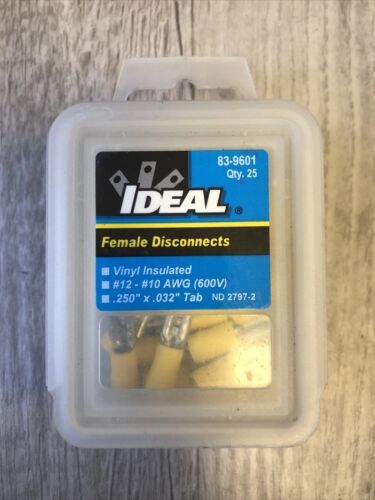 83-9601
Qty. 25
IDEAL ®
Female Disconnects
Vinyl Insulated
#12 - #10 AWG (600V)
.250" x .032" Tab ND 2797-2